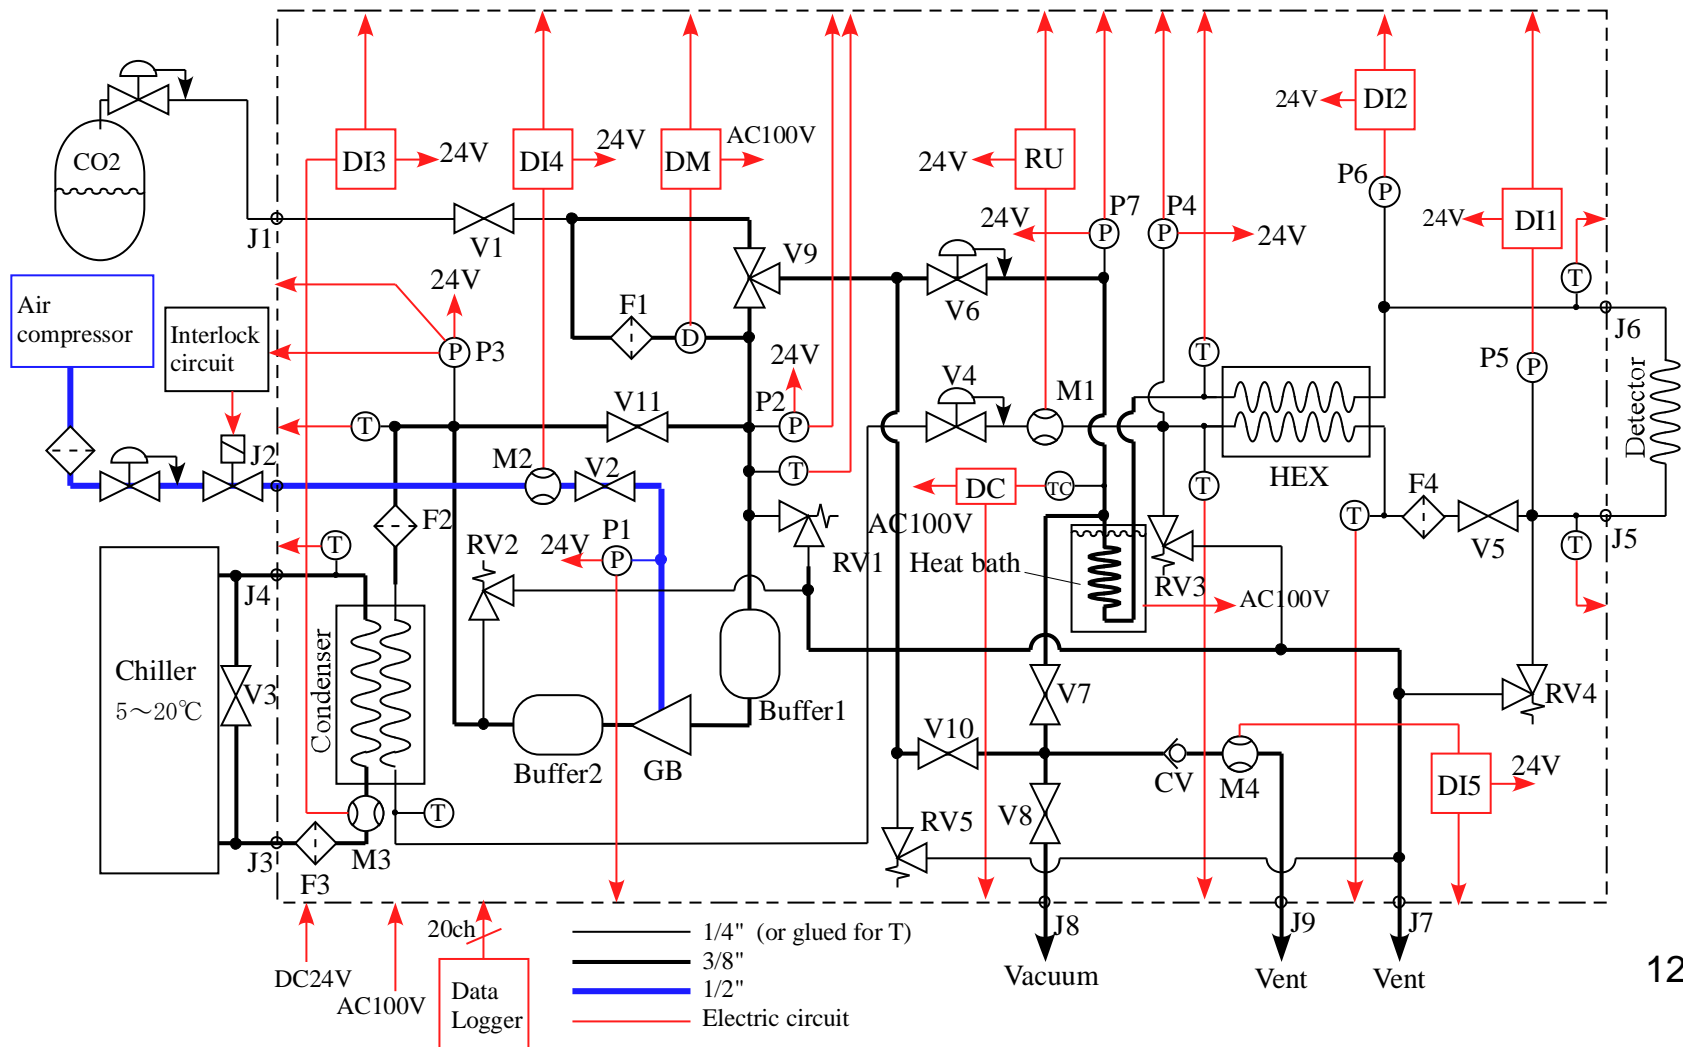 DI2
24V
CO2
DI3
24V
DI4
24V
DM
AC100V
24V
RU
P6
P
J1
V1
V9
24V
P7
P
P4
P
24V
24V
DI1
Air
compressor
Interlock
circuit
24V
P
P3
F1
D
V6
T
J6
24V
P2
P
V4
M1
T
P5
P
Detector
T
V11
J2
M2
V2
T
DC
TC
AC100V
HEX
T
F4
T
V5
T
J5
F2
RV2
24V
P1
P
RV1
Heat bath
RV3
AC100V
T
J4
Chiller
5~20℃
V3
Condenser
Buffer2
GB
Buffer1
V7
V10
RV4
CV
M4
DI5
24V
T
V8
RV5
J3
F3
M3
J8
J9
J7
20ch
DC24V
AC100V
Data
Logger
1/4" (or glued for T)
3/8"
1/2"
Electric circuit
Vacuum
Vent
Vent
12